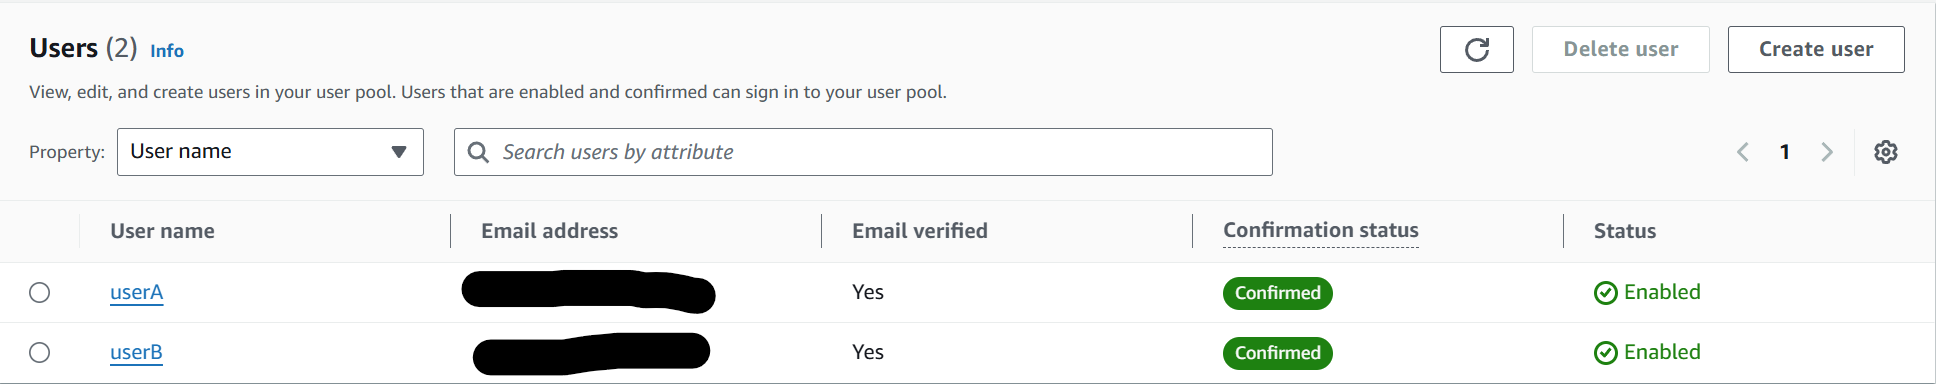 Users (2) Info
Delete user
Create user
View, edit, and create users in your user pool. Users that are enabled and confirmed can sign in to your user pool.
Property: User name
Search users by attribute
1
User name Email address Email verified Confirmation status Status
userA Yes Confirmed Enabled
userB Yes Confirmed Enabled